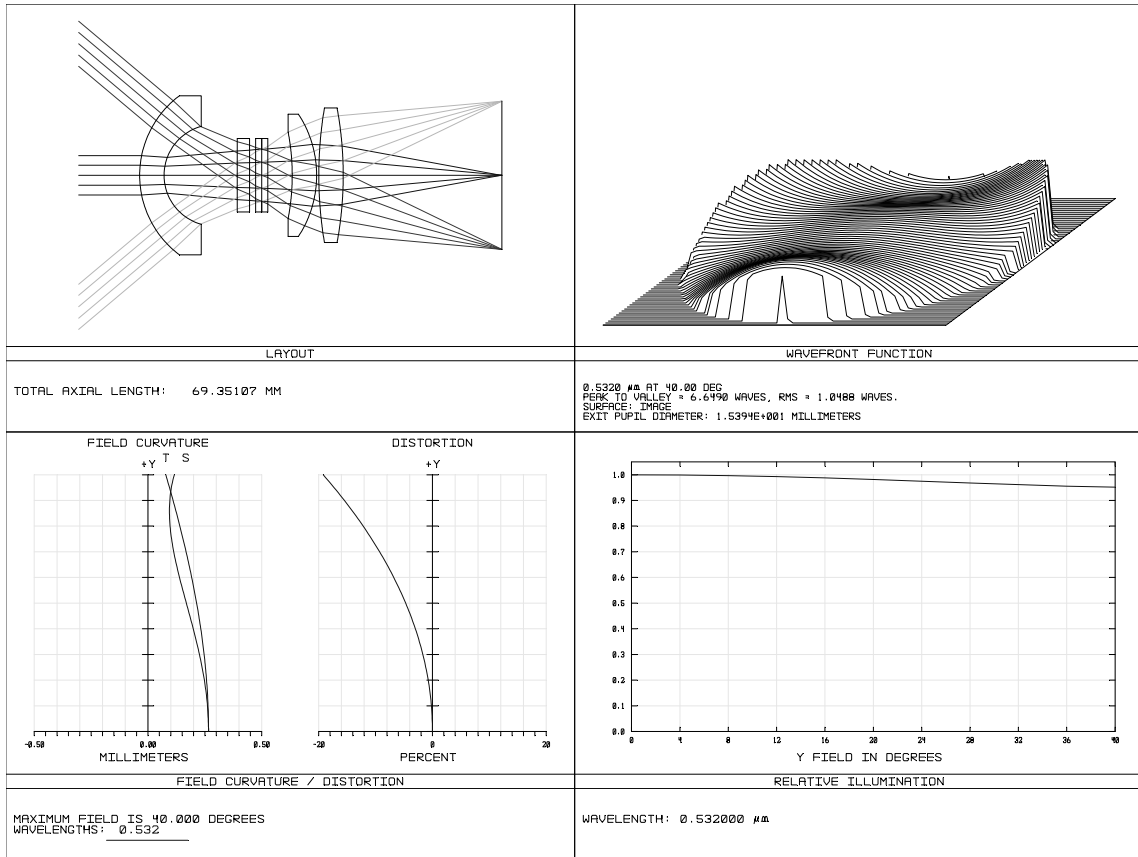 LAYOUT
TOTAL AXIAL LENGTH: 69.35107 MM
WAVEFRONT FUNCTION
0.5320 µm AT 40.00 DEG
PEAK TO VALLEY = 6.6490 WAVES, RMS = 1.0488 WAVES.
SURFACE: IMAGE
EXIT PUPIL DIAMETER: 1.5394E+001 MILLIMETERS
FIELD CURVATURE
+Y T S
-0.50 0.00 0.50
MILLIMETERS
DISTORTION
+Y
-20 0 20
PERCENT
FIELD CURVATURE / DISTORTION
MAXIMUM FIELD IS 40.000 DEGREES
WAVELENGTHS: 0.532
1.0
0.9
0.8
0.7
0.6
0.5
0.4
0.3
0.2
0.1
0.0
0 4 8 12 16 20 24 28 32 36 40
Y FIELD IN DEGREES
RELATIVE ILLUMINATION
WAVELENGTH: 0.532000 µm